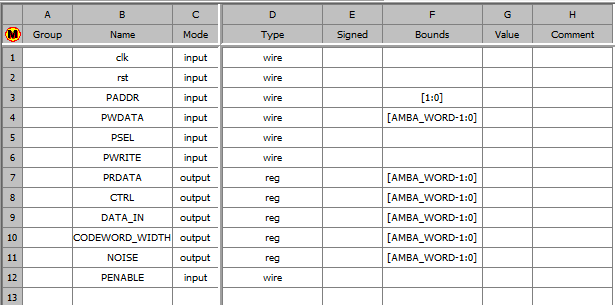 A B C D E F G H
M Group Name Mode Type Signed Bounds Value Comment
1 clk input wire
2 rst input wire
3 PADDR input wire [1:0]
4 PWDATA input wire [AMBA_WORD-1:0]
5 PSEL input wire
6 PWRITE input wire
7 PRDATA output reg [AMBA_WORD-1:0]
8 CTRL output reg [AMBA_WORD-1:0]
9 DATA_IN output reg [AMBA_WORD-1:0]
10 CODEWORD_WIDTH output reg [AMBA_WORD-1:0]
11 NOISE output reg [AMBA_WORD-1:0]
12 PENABLE input wire
13